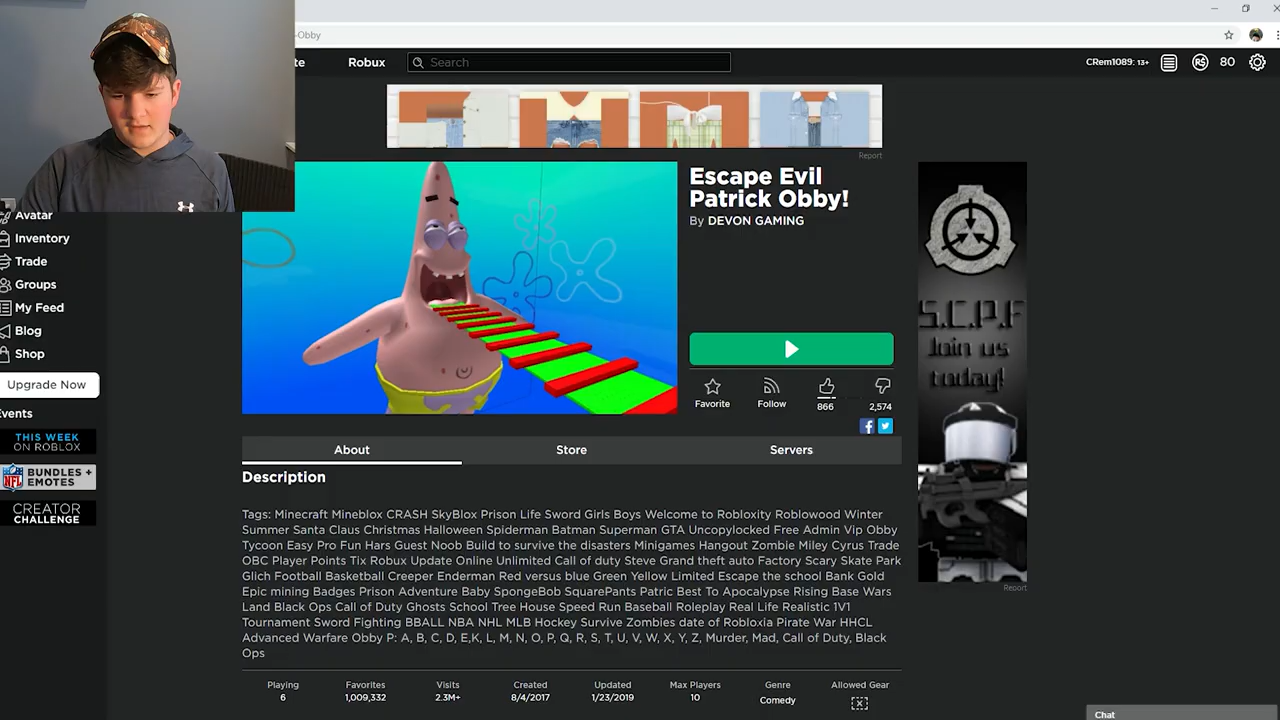 -Obby
te
Robux
Search
CRem1089: 13+
80
Report
Escape Evil
Patrick Obby!
By DEVON GAMING
Avatar
Inventory
Trade
Groups
My Feed
Blog
Shop
Upgrade Now
Events
THIS WEEK
ON ROBLOX
NFL
BUNDLES +
EMOTES
CREATOR
CHALLENGE
Favorite
Follow
866
2,574
S.C.P.F
Join us
today!
Report
About
Store
Servers
Description
Tags: Minecraft Mineblox CRASH SkyBlox Prison Life Sword Girls Boys Welcome to Robloxity Roblowood Winter
Summer Santa Claus Christmas Halloween Spiderman Batman Superman GTA Uncopylocked Free Admin Vip Obby
Tycoon Easy Pro Fun Hars Guest Noob Build to survive the disasters Minigames Hangout Zombie Miley Cyrus Trade
OBC Player Points Tix Robux Update Online Unlimited Call of duty Steve Grand theft auto Factory Scary Skate Park
Glich Football Basketball Creeper Enderman Red versus blue Green Yellow Limited Escape the school Bank Gold
Epic mining Badges Prison Adventure Baby SpongeBob SquarePants Patric Best To Apocalypse Rising Base Wars
Land Black Ops Call of Duty Ghosts School Tree House Speed Run Baseball Roleplay Real Life Realistic 1V1
Tournament Sword Fighting BBALL NBA NHL MLB Hockey Survive Zombies date of Robloxia Pirate War HHCL
Advanced Warfare Obby P: A, B, C, D, E,K, L, M, N, O, P, Q, R, S, T, U, V, W, X, Y, Z, Murder, Mad, Call of Duty, Black
Ops
Playing
6
Favorites
1,009,332
Visits
2.3M+
Created
8/4/2017
Updated
1/23/2019
Max Players
10
Genre
Comedy
Allowed Gear
Chat